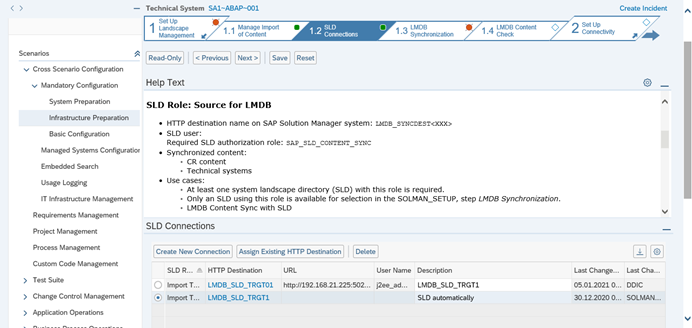 Technical System SA1~ABAP~001
Create Incident
1 Set Up Landscape Management
1.1 Manage Import of Content
1.2 SLD Connections
1.3 LMDB Synchronization
1.4 LMDB Content Check
2 Set Up Connectivity
Scenarios
Cross Scenario Configuration
Mandatory Configuration
System Preparation
Infrastructure Preparation
Basic Configuration
Managed Systems Configuration
Embedded Search
Usage Logging
IT Infrastructure Management
Requirements Management
Project Management
Process Management
Custom Code Management
Test Suite
Change Control Management
Application Operations
Business Process Operations
Read-Only < Previous Next > Save Reset
Help Text
SLD Role: Source for LMDB
• HTTP destination name on SAP Solution Manager system: LMDB_SYNCDEST<XXX>
• SLD user:
Required SLD authorization role: SAP_SLD_CONTENT_SYNC
• Synchronized content:
◦ CR content
◦ Technical systems
• Use cases:
◦ At least one system landscape directory (SLD) with this role is required.
◦ Only an SLD using this role is available for selection in the SOLMAN_SETUP, step LMDB Synchronization.
◦ LMDB Content Sync with SLD
SLD Connections
Create New Connection Assign Existing HTTP Destination Delete
SLD R... HTTP Destination URL User Name Description Last Change... Last Cha...
Import T... LMDB_SLD_TRGT01 http://192.168.21.225:502... j2ee_ad... LMDB_SLD_TRGT1 05.01.2021 0... DDIC
Import T... LMDB_SLD_TRGT1 SLD automatically 30.12.2020 0... SOLMAN...